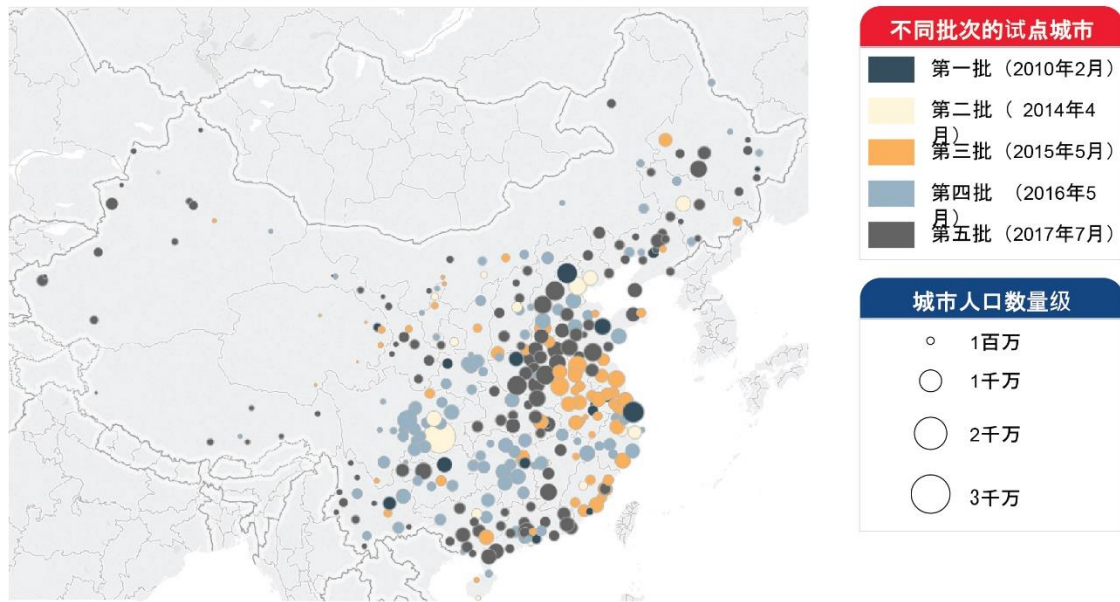 不同批次的试点城市
第一批（2010年2月）
第二批（ 2014年4
月）
第三批（2015年5月）
第四批 （2016年5
月）
第五批（2017年7月）
城市人口数量级
1百万
1千万
2千万
3千万